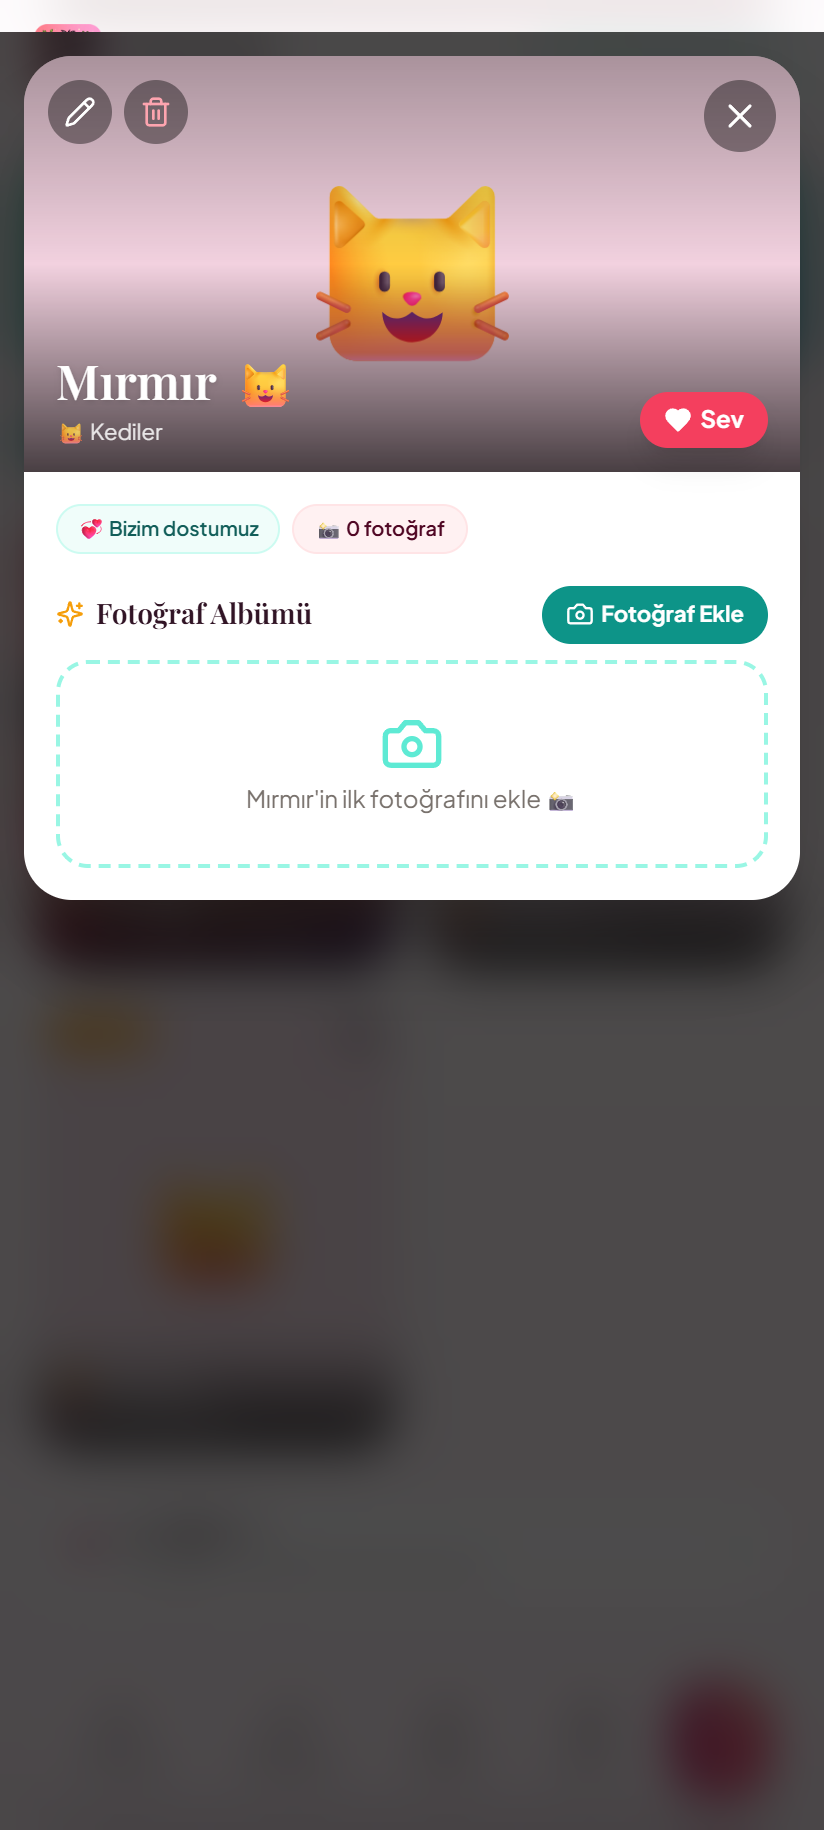 Mırmır
Kediler
Sev
Bizim dostumuz
0 fotoğraf
Fotoğraf Albümü
Fotoğraf Ekle
Mırmır'in ilk fotoğrafını ekle